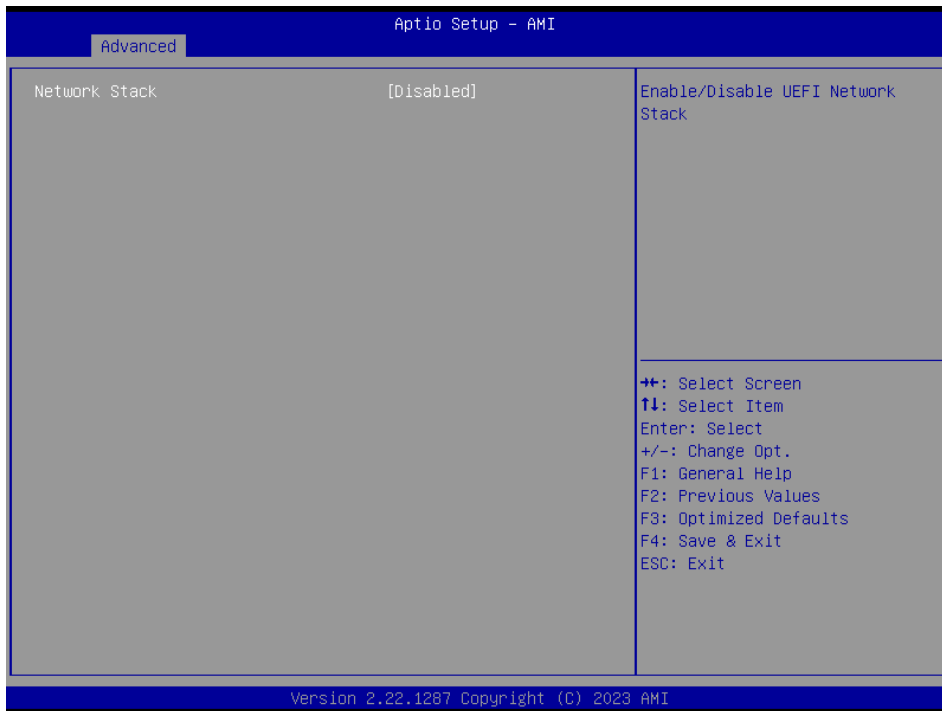 Aptio Setup – AMI
Advanced
Network Stack [Disabled]
Enable/Disable UEFI Network
Stack
→←: Select Screen
↑↓: Select Item
Enter: Select
+/-: Change Opt.
F1: General Help
F2: Previous Values
F3: Optimized Defaults
F4: Save & Exit
ESC: Exit
Version 2.22.1287 Copyright (C) 2023 AMI